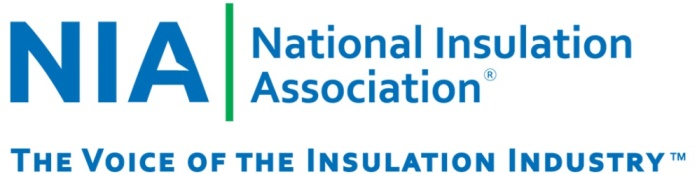 NIA
National Insulation
Association®
THE VOICE OF THE INSULATION INDUSTRY™